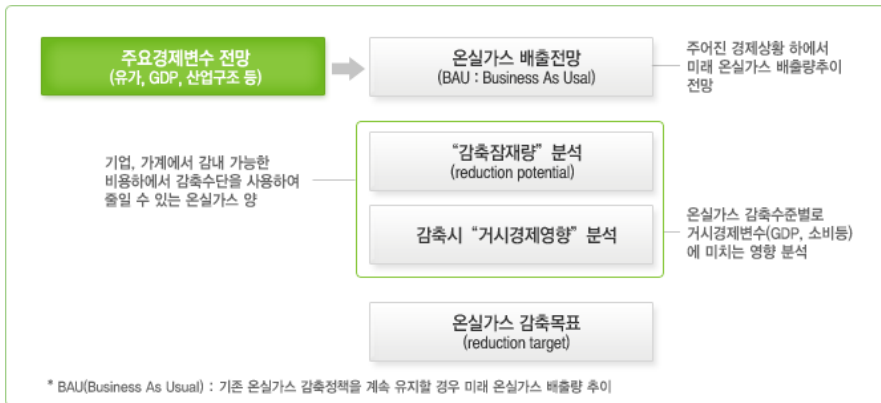 주요경제변수 전망
(유가, GDP, 산업구조 등)
온실가스 배출전망
(BAU : Business As Usal)
주어진 경제상황 하에서
미래 온실가스 배출량추이
전망
기업, 가계에서 감내 가능한
비용하에서 감축수단을 사용하여
줄일 수 있는 온실가스 양
“감축잠재량” 분석
(reduction potential)
감축시 “거시경제영향” 분석
온실가스 감축수준별로
거시경제변수(GDP, 소비등)
에 미치는 영향 분석
온실가스 감축목표
(reduction target)
* BAU(Business As Usual) : 기존 온실가스 감축정책을 계속 유지할 경우 미래 온실가스 배출량 추이